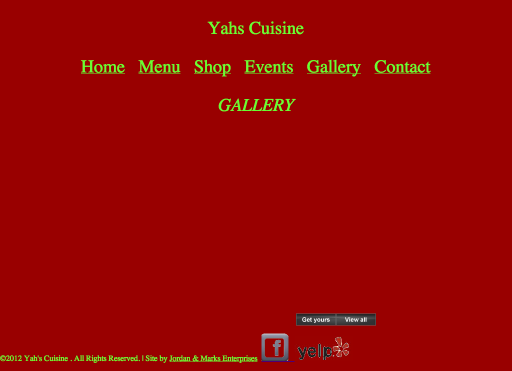 Yahs Cuisine
Home Menu Shop Events Gallery Contact
GALLERY
Get yours View all
©2012 Yah's Cuisine . All Rights Reserved. | Site by Jordan & Marks Enterprises f yelp